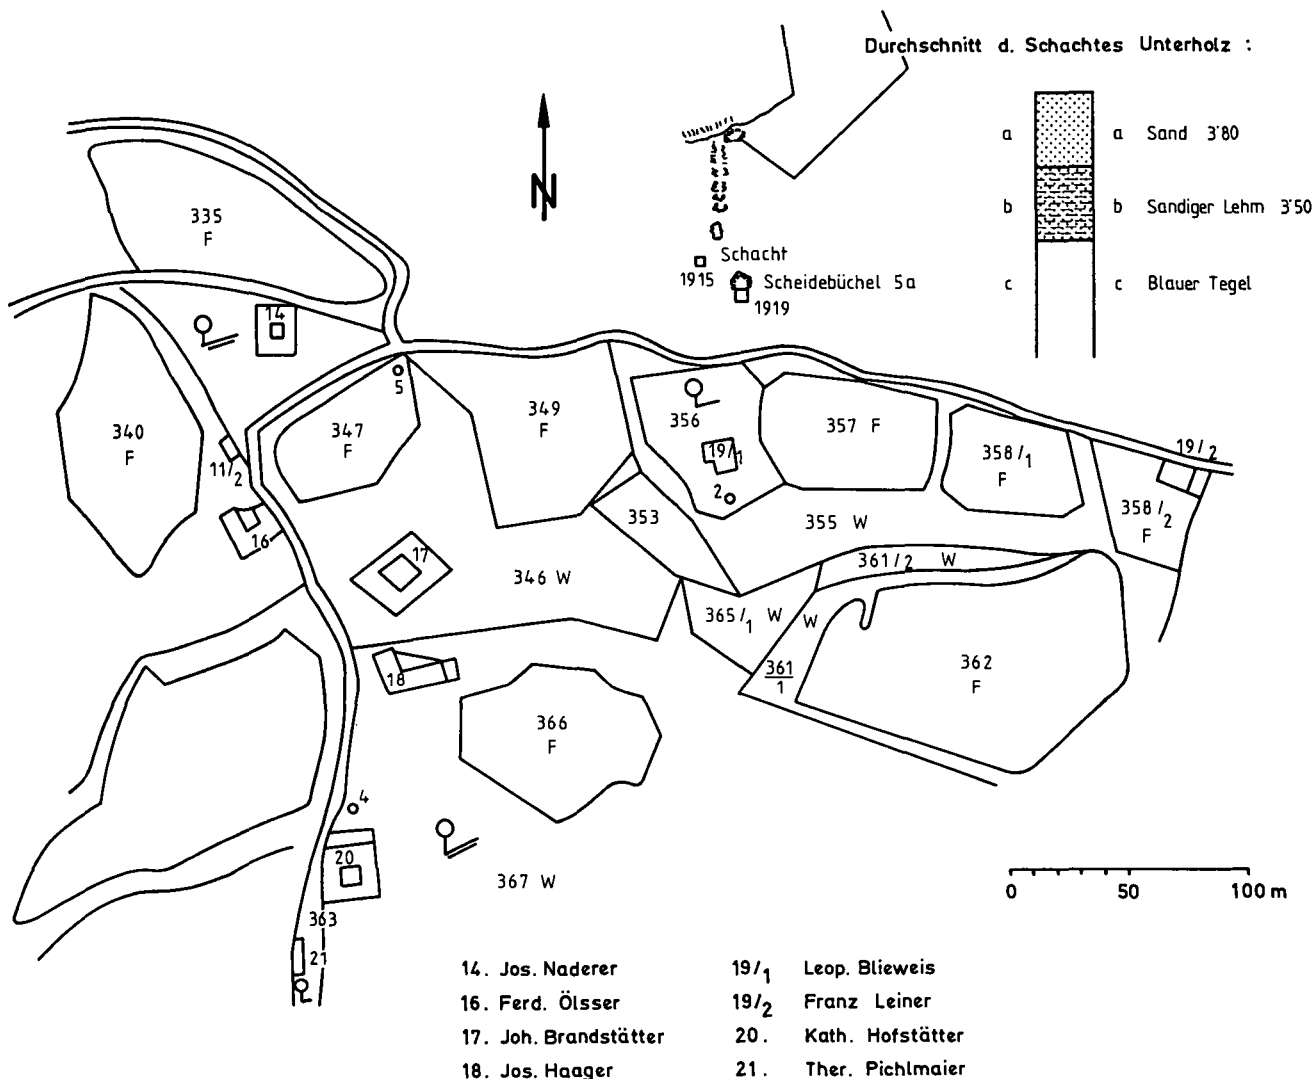 Durchschnitt d. Schachtes Unterholz :
a a Sand 3'80
b b Sandiger Lehm 3'50
c c Blauer Tegel
N
Schacht
1915
Scheidebüchel 5a
1919
335
F
14
5
340
F
347
F
349
F
356
19/1
2
357 F
358/1
F
19/2
358/2
F
11/2
16
17
353
355 W
346 W
361/2 W
365/1 W
W
361
1
362
F
18
366
F
4
20
367 W
363
21
0 50 100 m
14. Jos. Naderer
16. Ferd. Ölsser
17. Joh. Brandstätter
18. Jos. Haager
19/1 Leop. Blieweis
19/2 Franz Leiner
20. Kath. Hofstätter
21. Ther. Pichlmaier